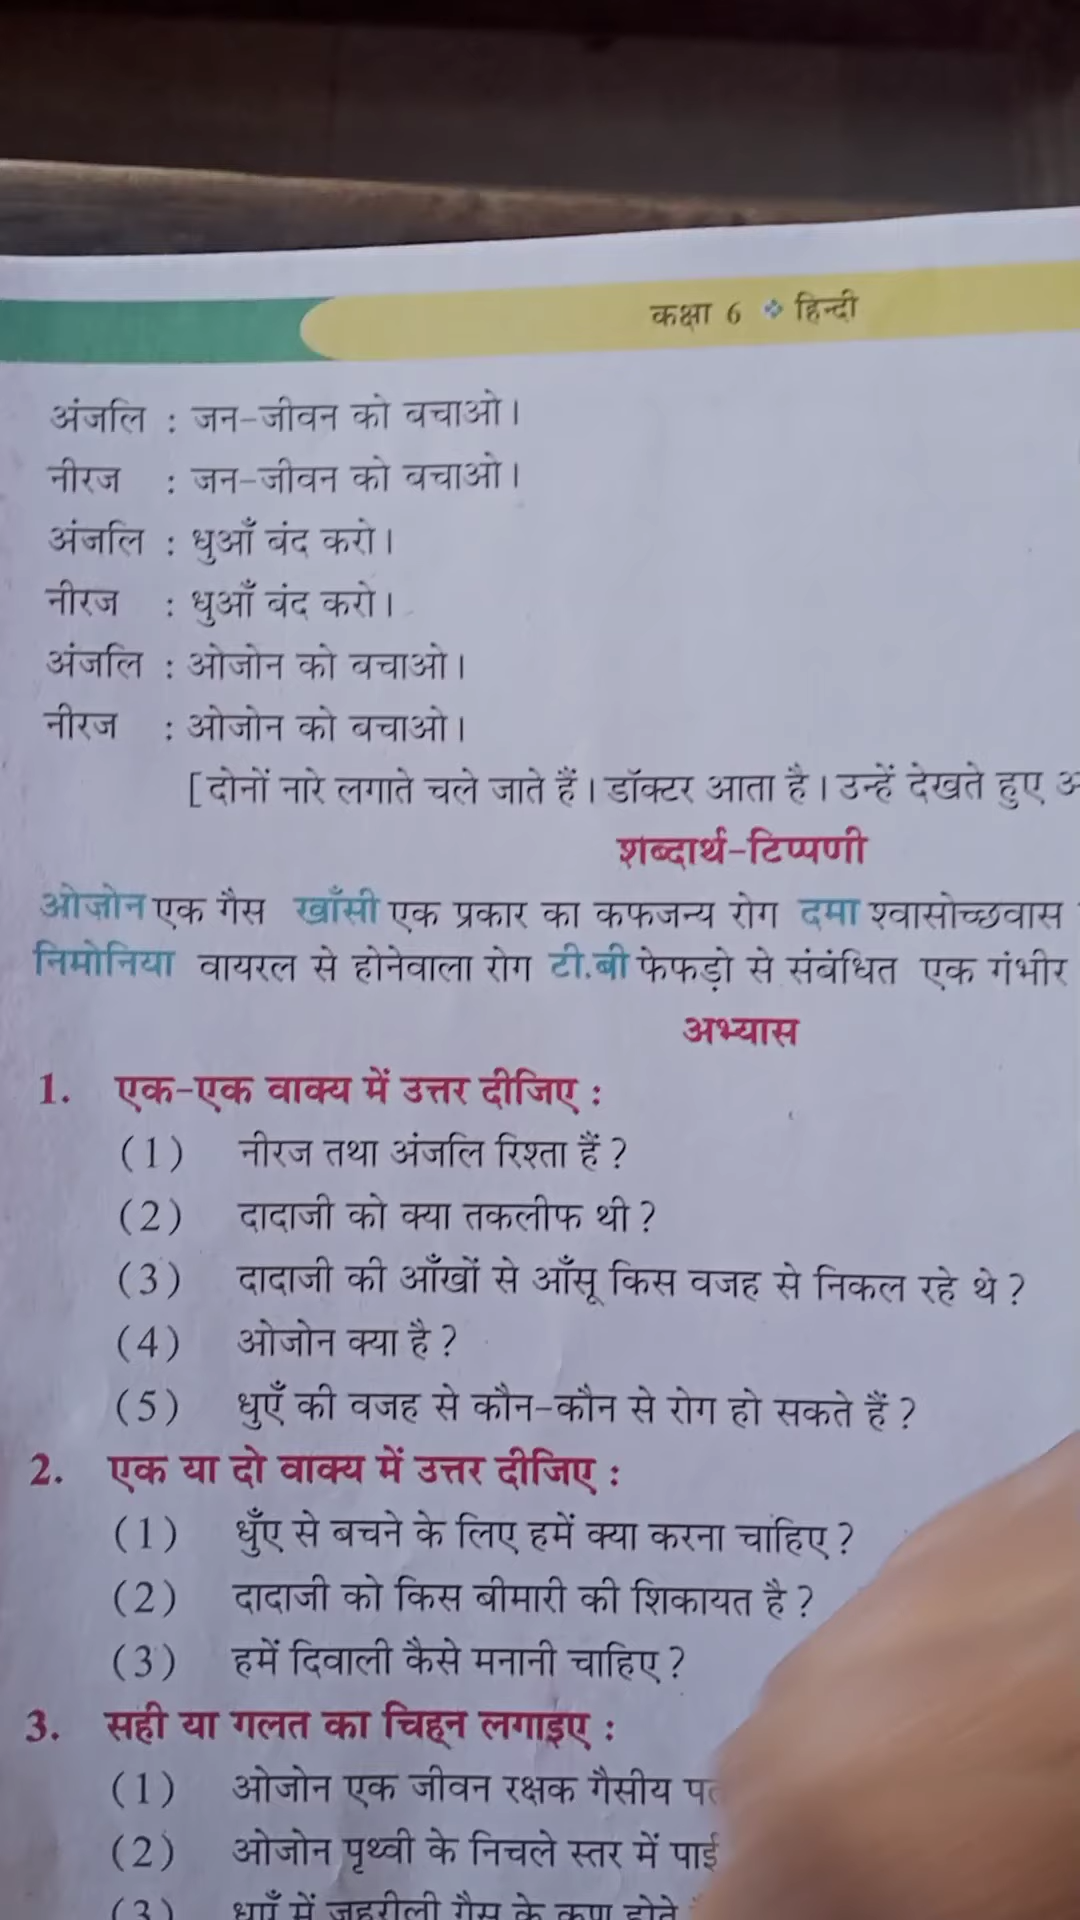 कक्षा 6 ❖ हिन्दी
अंजलि : जन-जीवन को बचाओ।
नीरज : जन-जीवन को बचाओ।
अंजलि : धुआँ बंद करो।
नीरज : धुआँ बंद करो।
अंजलि : ओजोन को बचाओ।
नीरज : ओजोन को बचाओ।
[दोनों नारे लगाते चले जाते हैं। डॉक्टर आता है। उन्हें देखते हुए
शब्दार्थ-टिप्पणी
ओज़ोन एक गैस खाँसी एक प्रकार का कफजन्य रोग दमा श्वासोच्छवास
निमोनिया वायरल से होनेवाला रोग टी.बी फेफड़ो से संबंधित एक गंभीर
अभ्यास
1. एक-एक वाक्य में उत्तर दीजिए :
(1) नीरज तथा अंजलि रिश्ता हैं ?
(2) दादाजी को क्या तकलीफ थी ?
(3) दादाजी की आँखों से आँसू किस वजह से निकल रहे थे ?
(4) ओजोन क्या है ?
(5) धुएँ की वजह से कौन-कौन से रोग हो सकते हैं ?
2. एक या दो वाक्य में उत्तर दीजिए :
(1) धुँए से बचने के लिए हमें क्या करना चाहिए ?
(2) दादाजी को किस बीमारी की शिकायत है ?
(3) हमें दिवाली कैसे मनानी चाहिए ?
3. सही या गलत का चिह्न लगाइए :
(1) ओजोन एक जीवन रक्षक गैसीय
(2) ओजोन पृथ्वी के निचले स्तर में पाई
(3) धुएँ में जहरीली गैस के कण होते